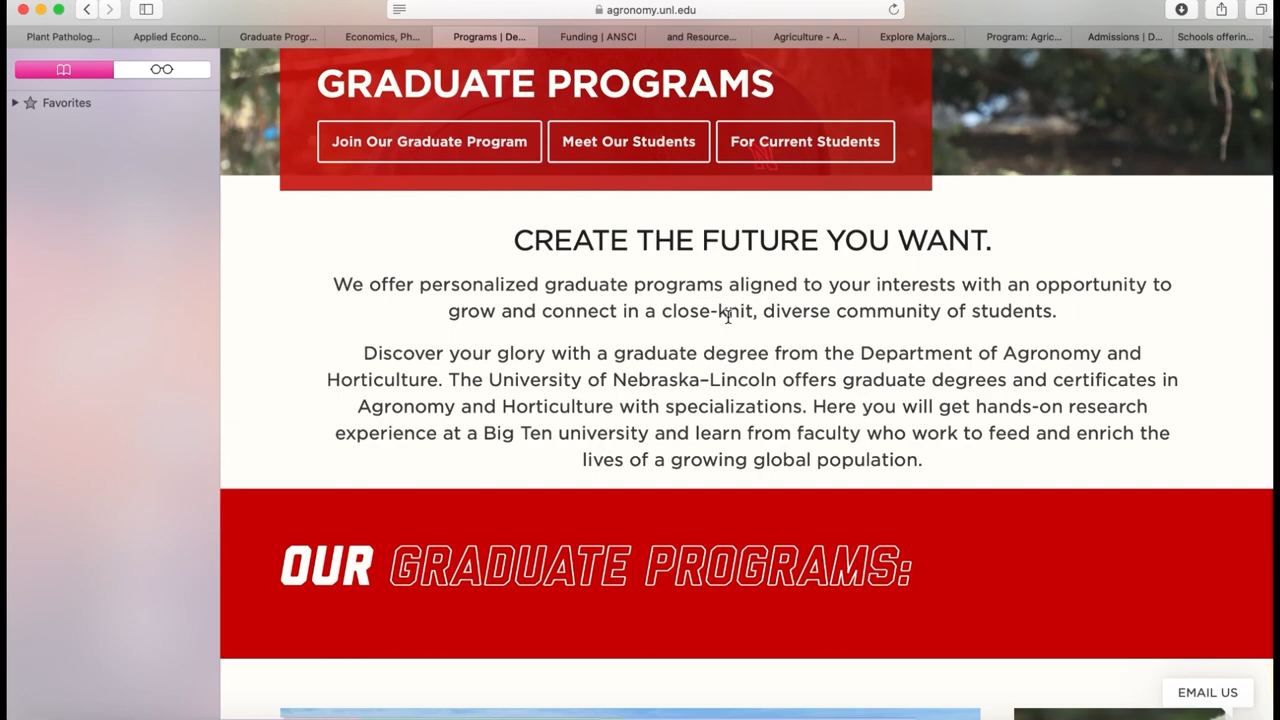 agronomy.unl.edu
Plant Patholog... Applied Econo... Graduate Progr... Economics, Ph... Programs | De... Funding | ANSCI and Resource... Agriculture - A... Explore Majors... Program: Agric... Admissions | D... Schools offerin...
Favorites
GRADUATE PROGRAMS
Join Our Graduate Program Meet Our Students For Current Students
CREATE THE FUTURE YOU WANT.
We offer personalized graduate programs aligned to your interests with an opportunity to
grow and connect in a close-knit, diverse community of students.
Discover your glory with a graduate degree from the Department of Agronomy and
Horticulture. The University of Nebraska–Lincoln offers graduate degrees and certificates in
Agronomy and Horticulture with specializations. Here you will get hands-on research
experience at a Big Ten university and learn from faculty who work to feed and enrich the
lives of a growing global population.
OUR GRADUATE PROGRAMS:
EMAIL US